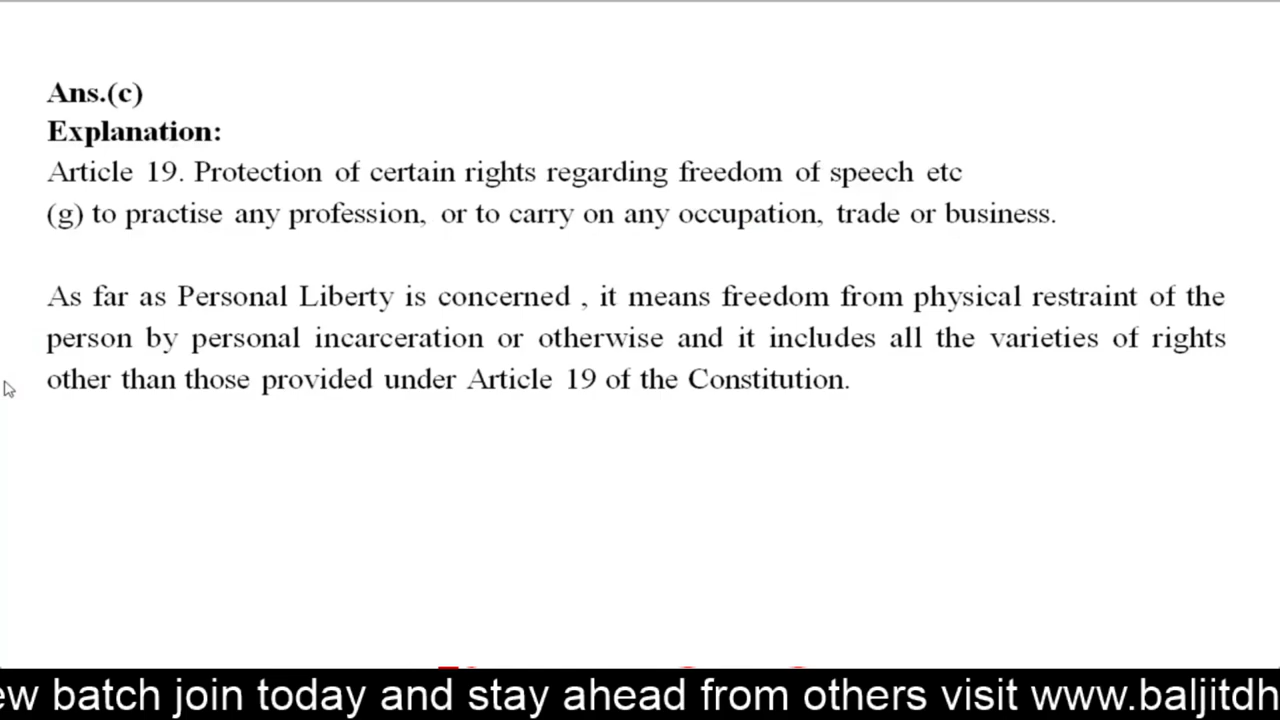 Ans.(c)
Explanation:
Article 19. Protection of certain rights regarding freedom of speech etc
(g) to practise any profession, or to carry on any occupation, trade or business.
As far as Personal Liberty is concerned , it means freedom from physical restraint of the
person by personal incarceration or otherwise and it includes all the varieties of rights
other than those provided under Article 19 of the Constitution.
ew batch join today and stay ahead from others visit www.baljitdh